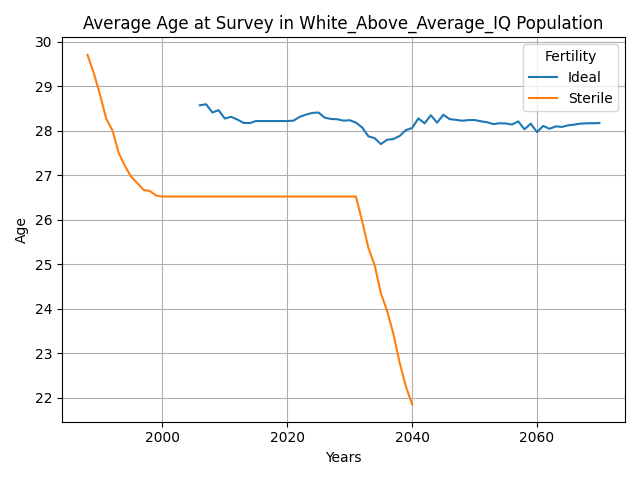 Average Age at Survey in White_Above_Average_IQ Population
30
29
28
27
26
25
24
23
22
Age
Fertility
Ideal
Sterile
2000
2020
2040
2060
Years